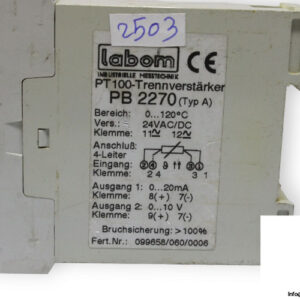 2503
labom CE
INDUSTRIELLE MESSTECHNIK
PT100-Trennverstärker
PB 2270 (Typ A)
Bereich: 0...120°C
Vers.: 24VAC/DC
Klemme: 11~ 12~
Anschluß:
4-Leiter
Eingang:
Klemme: 2 4 3 1
Ausgang 1: 0...20mA
Klemme: 8(+) 7(-)
Ausgang 2: 0...10 V
Klemme: 9(+) 7(-)
Bruchsicherung: >100%
Fert.Nr.: 099658/060/0006